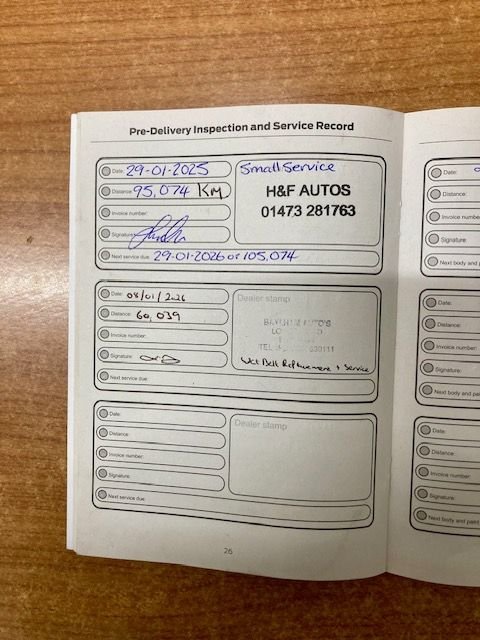 Pre-Delivery Inspection and Service Record
Date: 29-01-2025
Distance: 95,074 KM
Invoice number:
Signature:
Small Service
H&F AUTOS
01473 281763
Next service due: 29-01-2026 or 105,074
Date: 08/01/2026
Distance: 60,039
Invoice number:
Signature:
Next service due:
Dealer stamp
TEL
Wet Belt Replacement + Service
Date:
Distance:
Invoice number:
Signature:
Next service due:
Dealer stamp
26
Date:
Distance:
Invoice numbe
Signature:
Next body and pa
Date:
Distance:
Invoice number
Signature:
Next body and pai
Date:
Distance:
Invoice number:
Signature:
Next body and paint